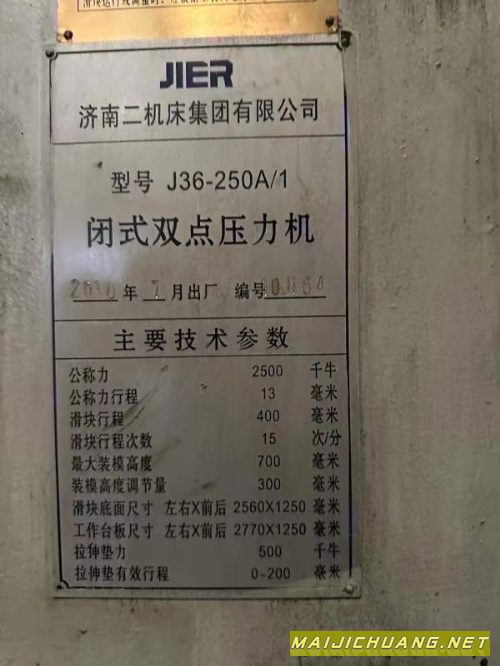 JIER
济南二机床集团有限公司
型号 J36-250A/1
闭式双点压力机
2010 年 7 月出厂 编号
主要技术参数
公称力 2500 千牛
公称力行程 13 毫米
滑块行程 400 毫米
滑块行程次数 15 次/分
最大装模高度 700 毫米
装模高度调节量 300 毫米
滑块底面尺寸 左右X前后 2560X1250 毫米
工作台板尺寸 左右X前后 2770X1250 毫米
拉伸垫力 500 千牛
拉伸垫有效行程 0~200 毫米
MAIJICHUANG.NET